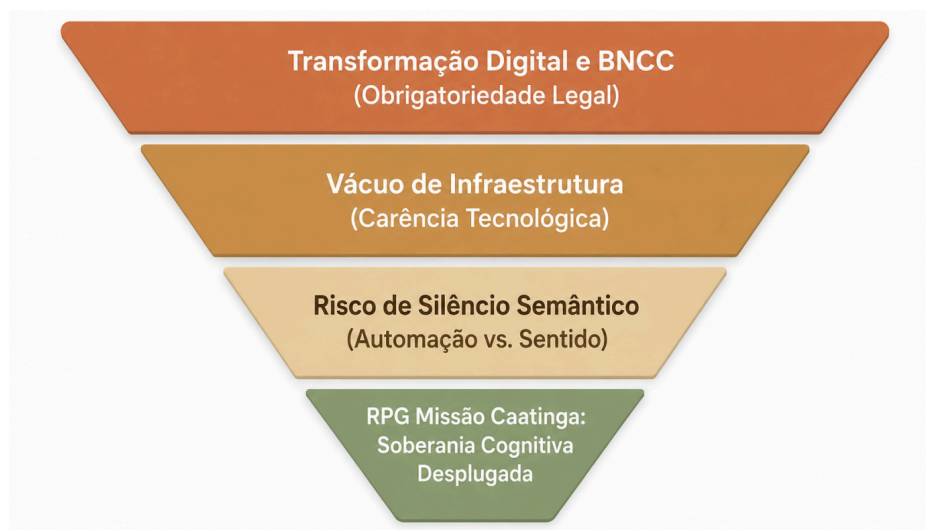 Transformação Digital e BNCC
(Obrigatoriedade Legal)
Vácuo de Infraestrutura
(Carência Tecnológica)
Risco de Silêncio Semântico
(Automação vs. Sentido)
RPG Missão Caatinga:
Soberania Cognitiva
Desplugada